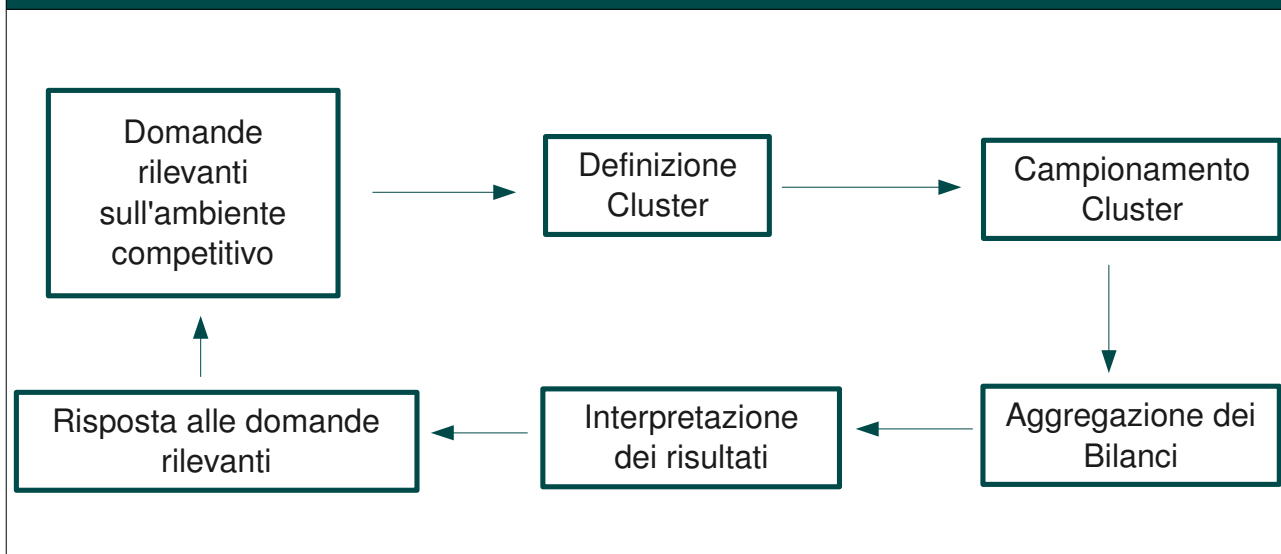 Domande
rilevanti
sull'ambiente
competitivo
Definizione
Cluster
Campionamento
Cluster
Aggregazione dei
Bilanci
Interpretazione
dei risultati
Risposta alle domande
rilevanti